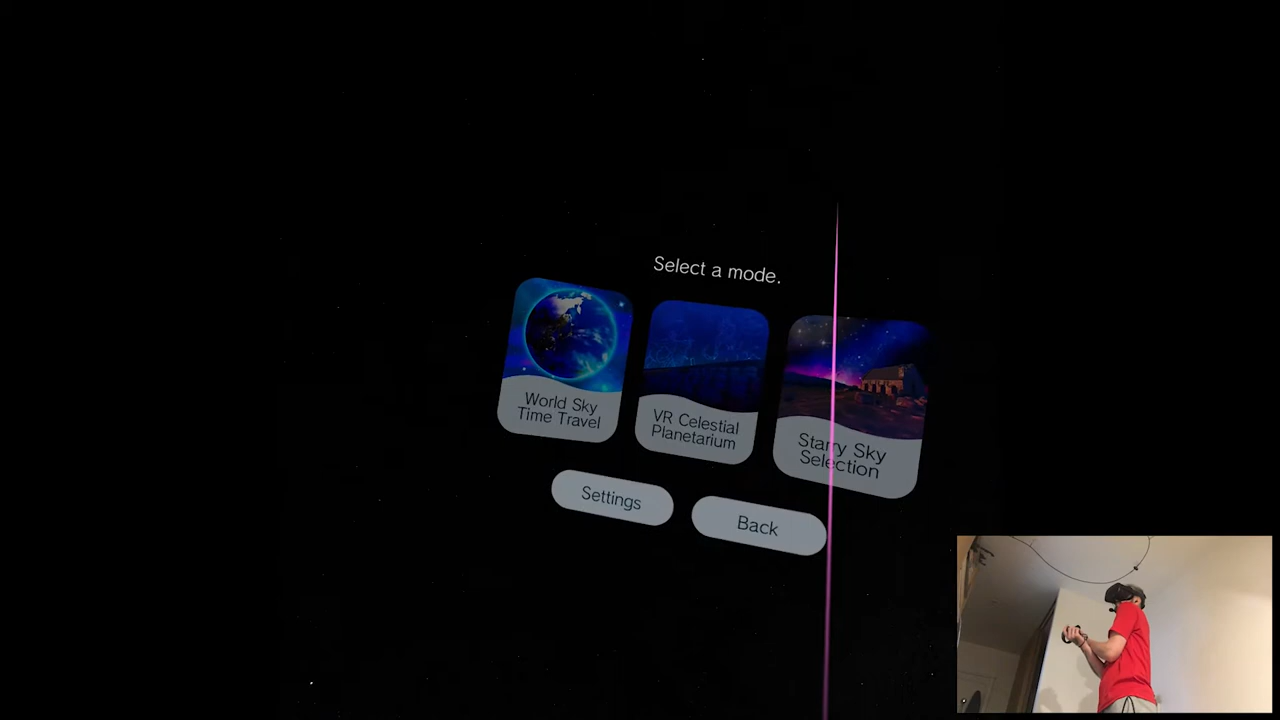 Select a mode.
World Sky
Time Travel
VR Celestial
Planetarium
Starry Sky
Selection
Settings
Back